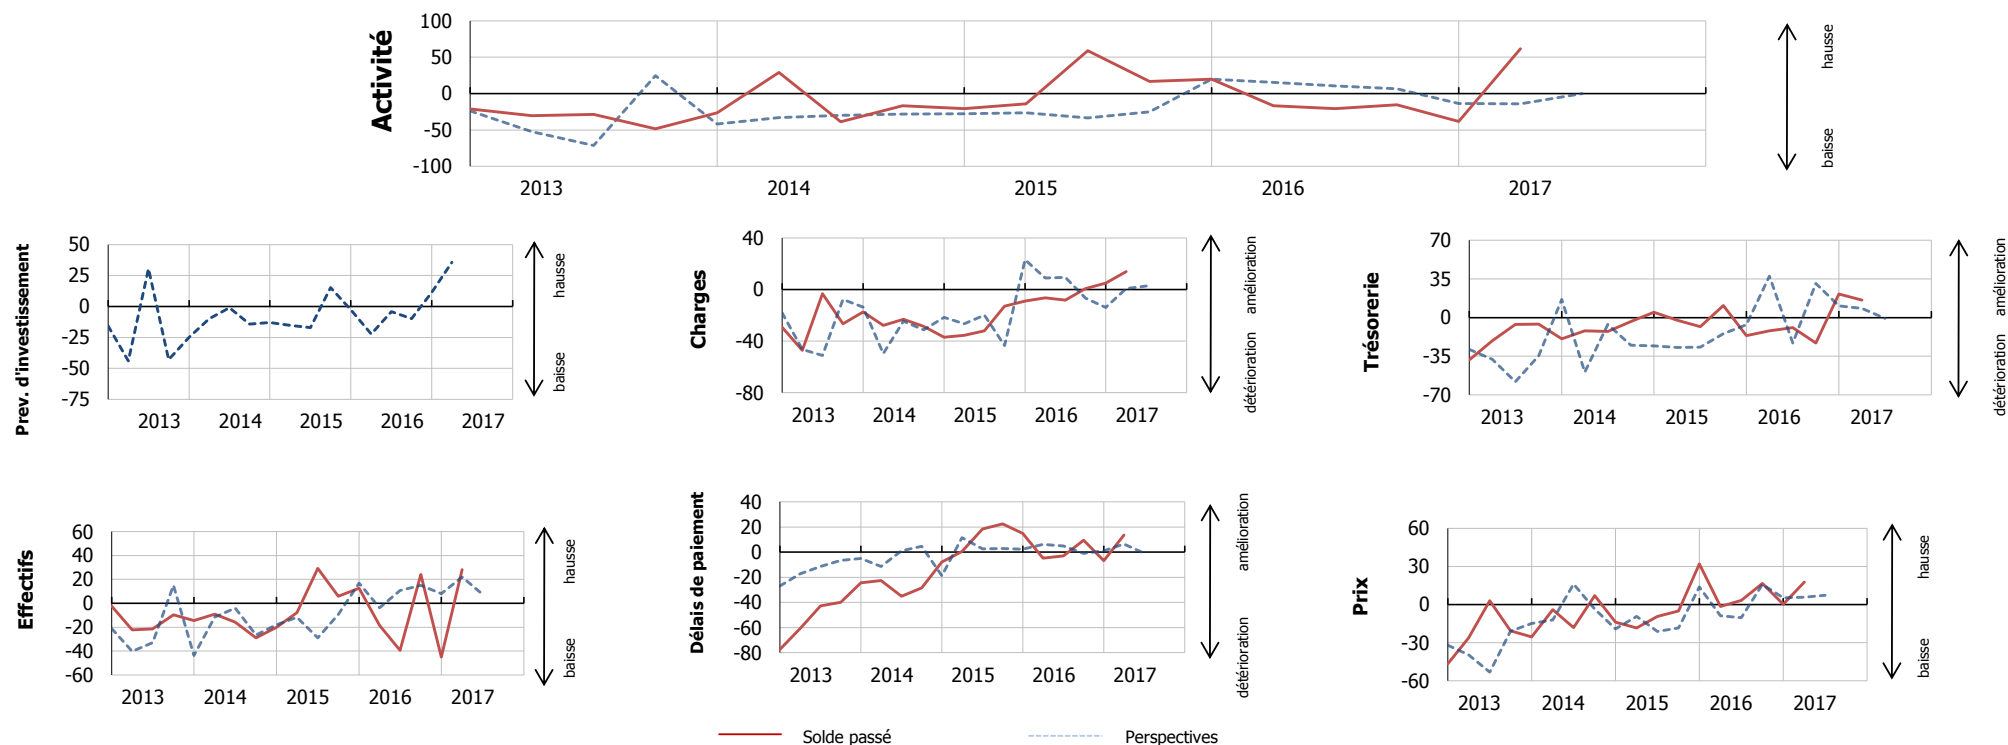 Activité
100
50
0
-50
-100
2013 2014 2015 2016 2017
hausse
baisse
Prev. d'investissement
50
25
0
-25
-50
-75
2013 2014 2015 2016 2017
hausse
baisse
Charges
40
0
-40
-80
2013 2014 2015 2016 2017
amélioration
détérioration
Trésorerie
70
35
0
-35
-70
2013 2014 2015 2016 2017
amélioration
détérioration
Effectifs
60
40
20
0
-20
-40
-60
2013 2014 2015 2016 2017
hausse
baisse
Délais de paiement
40
20
0
-20
-40
-60
-80
2013 2014 2015 2016 2017
amélioration
détérioration
Prix
60
30
0
-30
-60
2013 2014 2015 2016 2017
hausse
baisse
Solde passé Perspectives